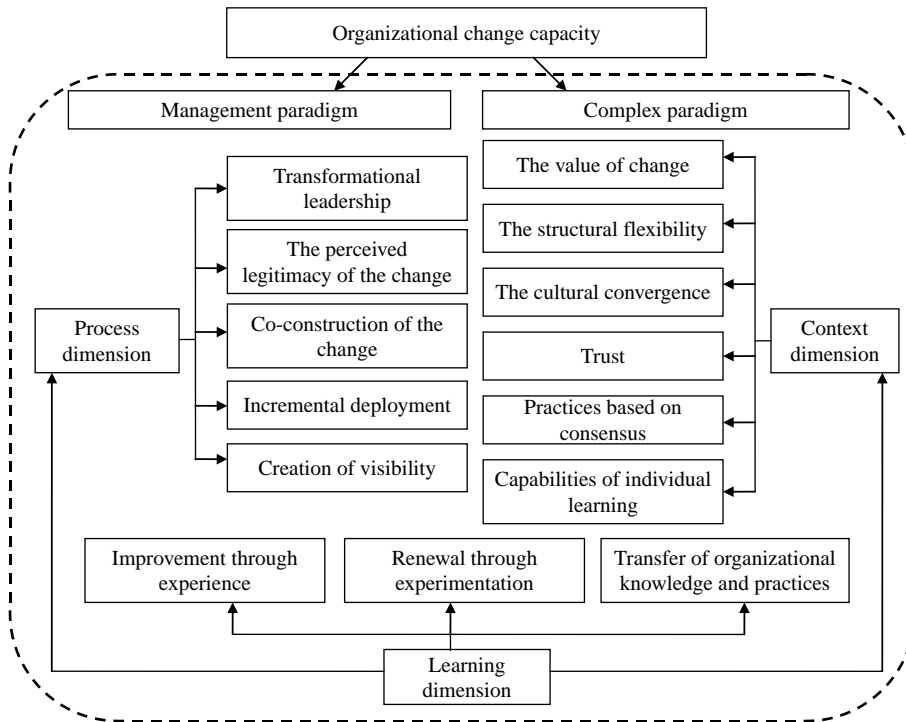 Organizational change capacity
Management paradigm
Complex paradigm
Transformational
leadership
The perceived
legitimacy of the change
Co-construction of the
change
Incremental deployment
Creation of visibility
The value of change
The structural flexibility
The cultural convergence
Trust
Practices based on
consensus
Capabilities of individual
learning
Process
dimension
Context
dimension
Improvement through
experience
Renewal through
experimentation
Transfer of organizational
knowledge and practices
Learning
dimension